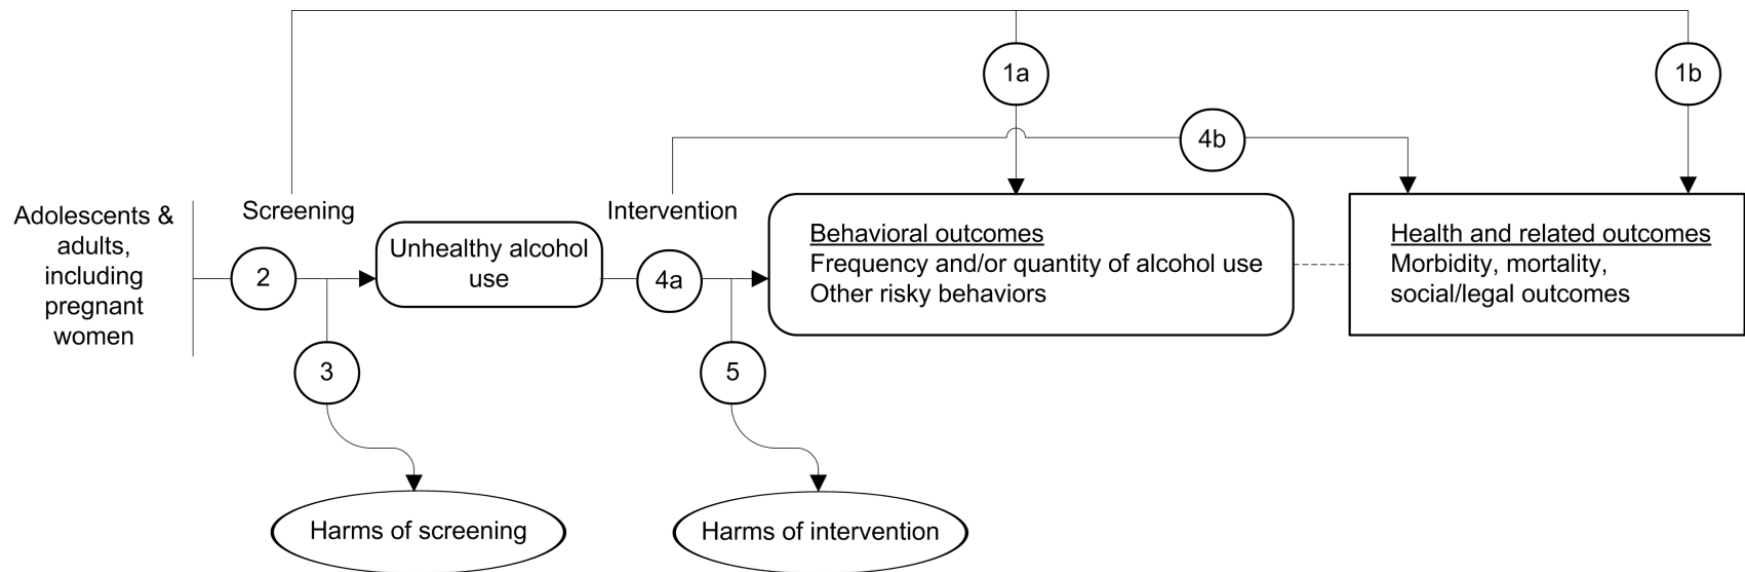 1a
1b
4b
Adolescents &
adults,
including
pregnant
women
Screening
2
Unhealthy alcohol
use
Intervention
4a
Behavioral outcomes
Frequency and/or quantity of alcohol use
Other risky behaviors
Health and related outcomes
Morbidity, mortality,
social/legal outcomes
3
5
Harms of screening
Harms of intervention